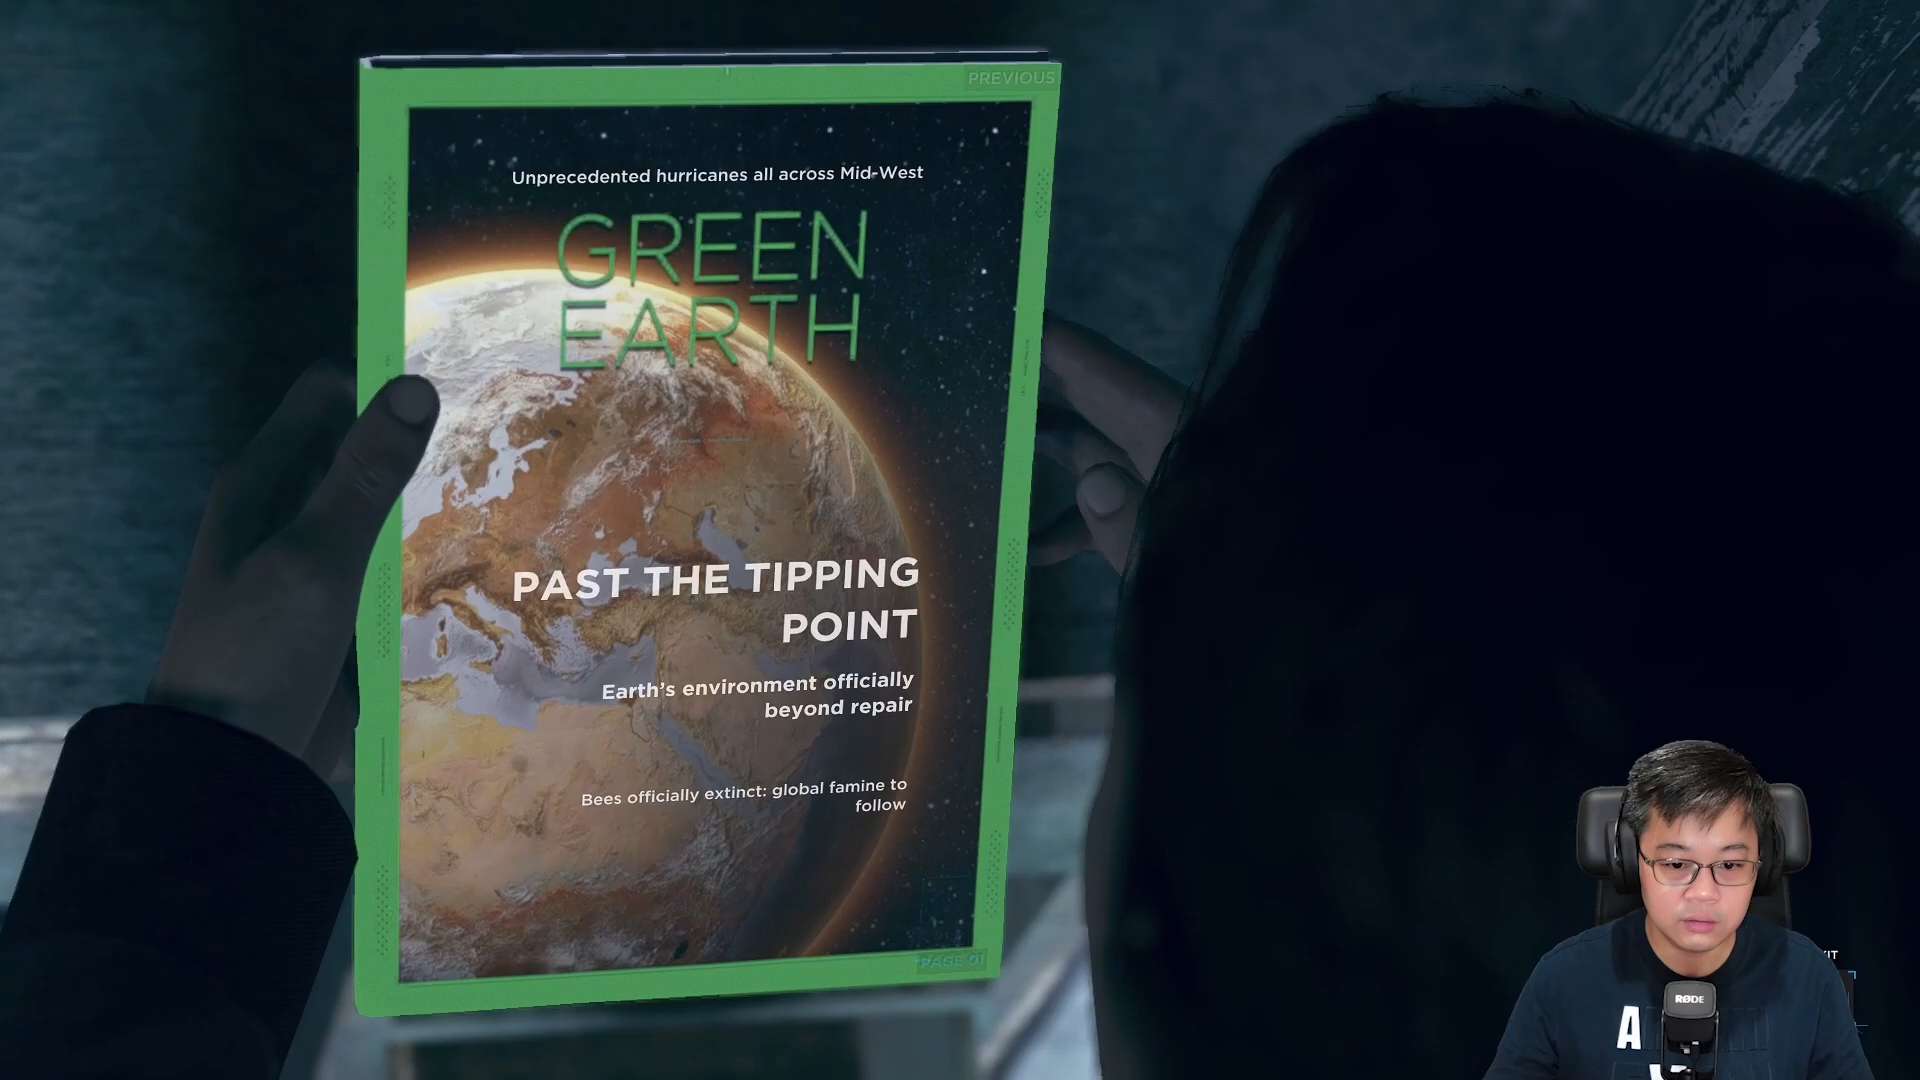 PREVIOUS
Unprecedented hurricanes all across Mid-West
GREEN
EARTH
PAST THE TIPPING
POINT
Earth's environment officially
beyond repair
Bees officially extinct: global famine to
follow
PAGE 01
RØDE
A